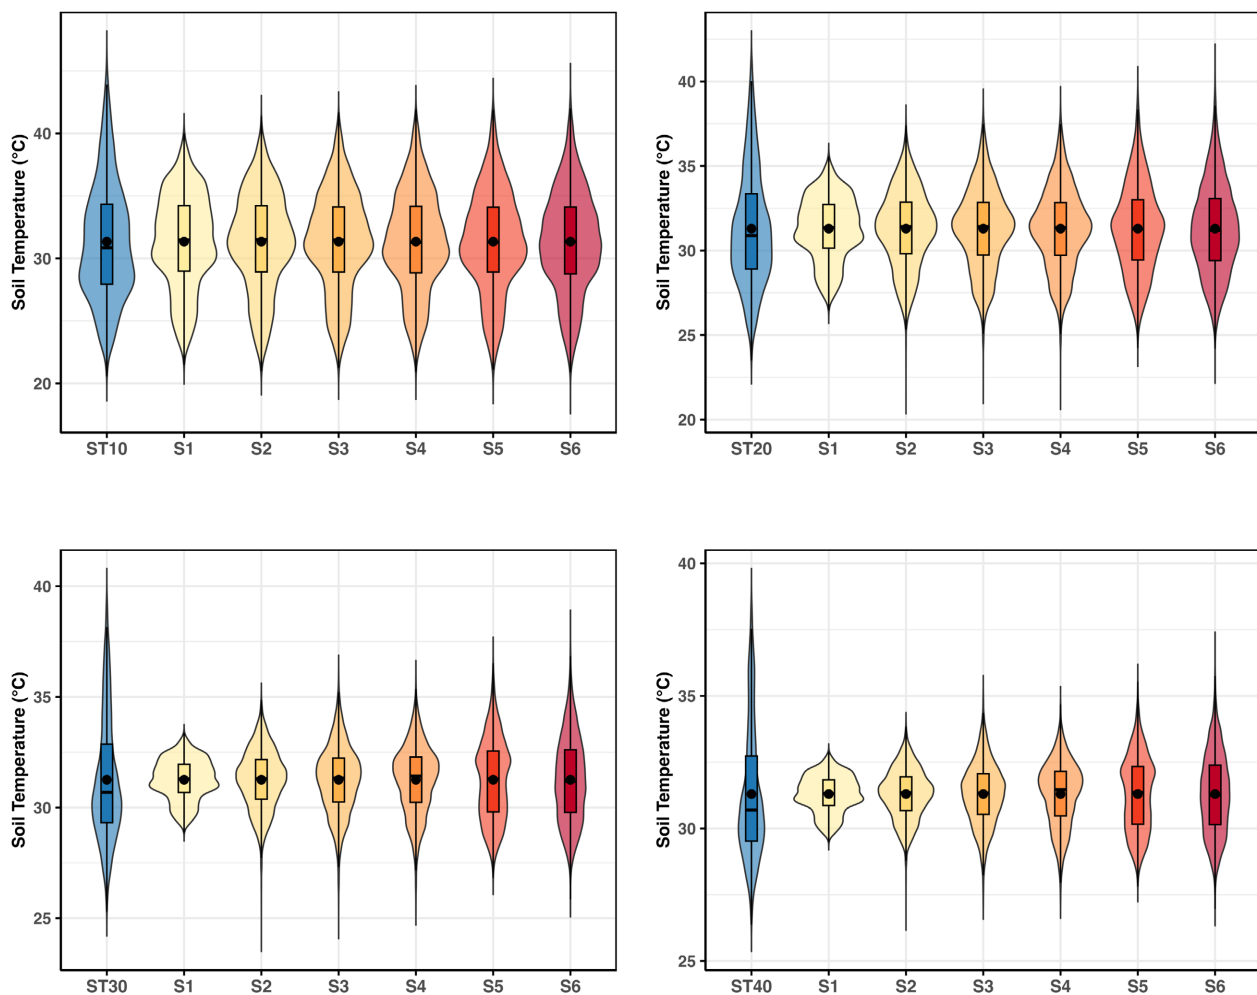 Soil Temperature (°C)
40
30
20
ST10 S1 S2 S3 S4 S5 S6
Soil Temperature (°C)
40
35
30
25
20
ST20 S1 S2 S3 S4 S5 S6
Soil Temperature (°C)
40
35
30
25
ST30 S1 S2 S3 S4 S5 S6
Soil Temperature (°C)
40
35
30
25
ST40 S1 S2 S3 S4 S5 S6